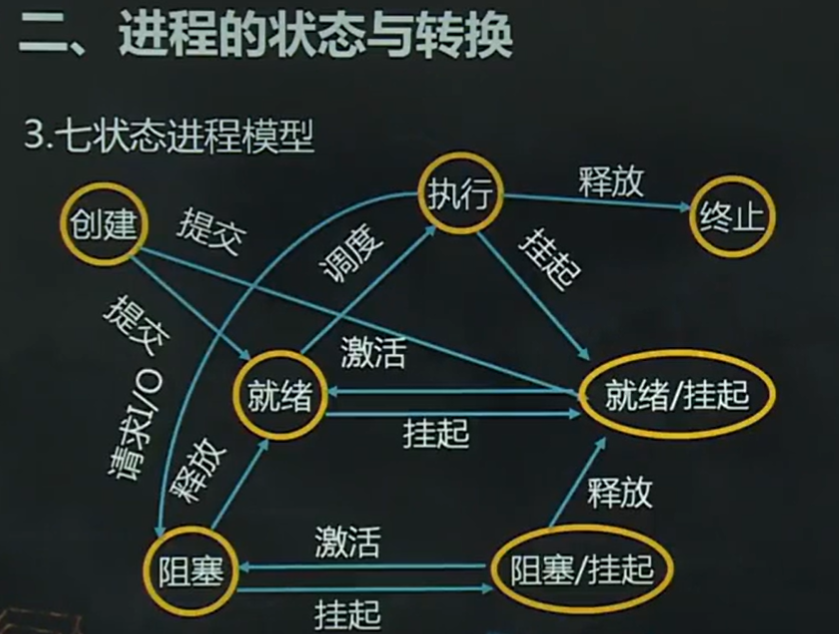 二、进程的状态与转换
3.七状态进程模型
执行
释放
终止
创建
提交
调度
挂起
提交
激活
就绪
就绪/挂起
挂起
请求I/O
释放
释放
激活
阻塞
阻塞/挂起
挂起